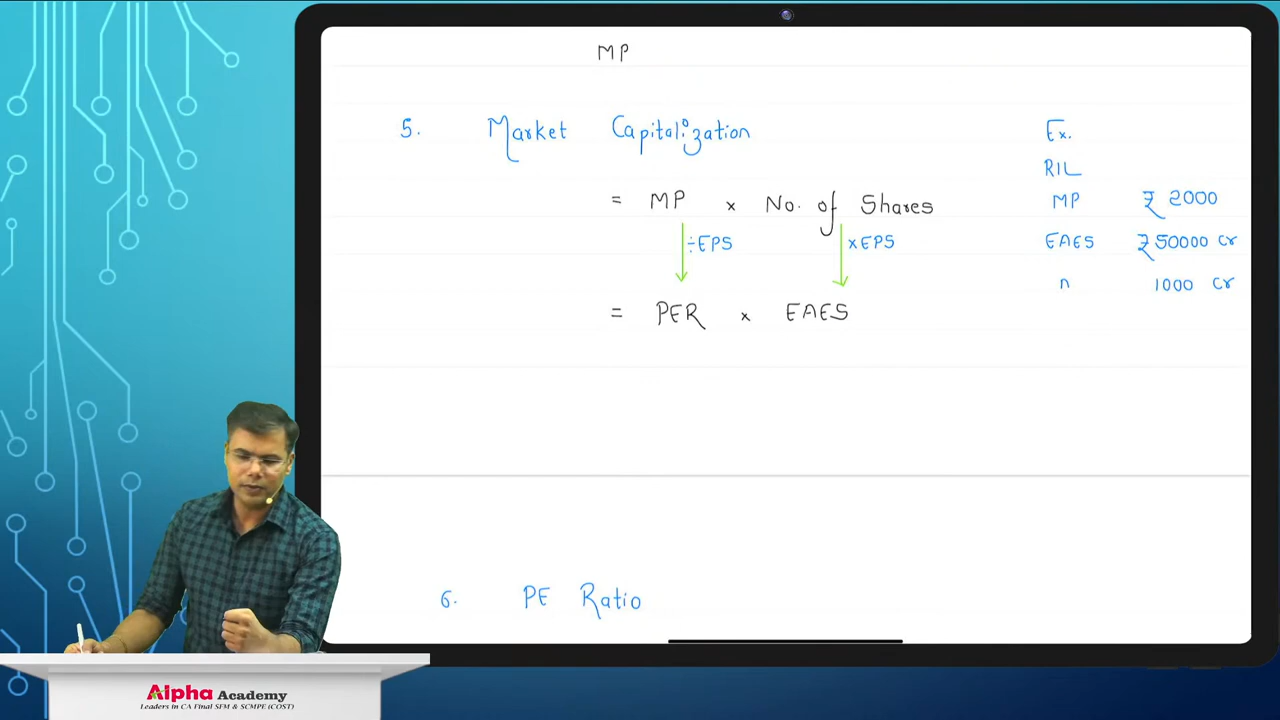 MP
5. Market Capitalization
= MP × No. of Shares
÷EPS ×EPS
= PER × EAES
Ex.
RIL
MP ₹ 2000
EAES ₹ 50000 cr
n 1000 cr
6. PE Ratio
Alpha Academy
Leaders in CA Final SFM & SCMPE (COST)